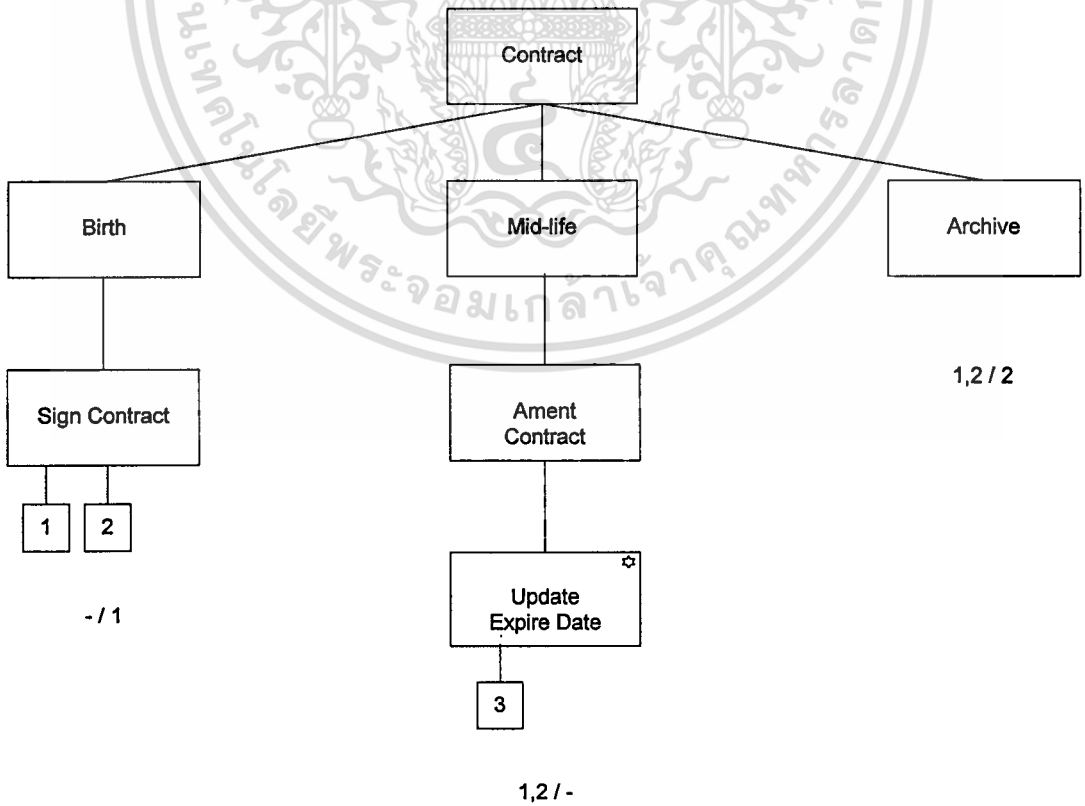 Contract
Birth
Mid-life
Archive
Sign Contract
Ament
Contract
1,2 / 2
1
2
Update
Expire Date
- / 1
3
1,2 / -